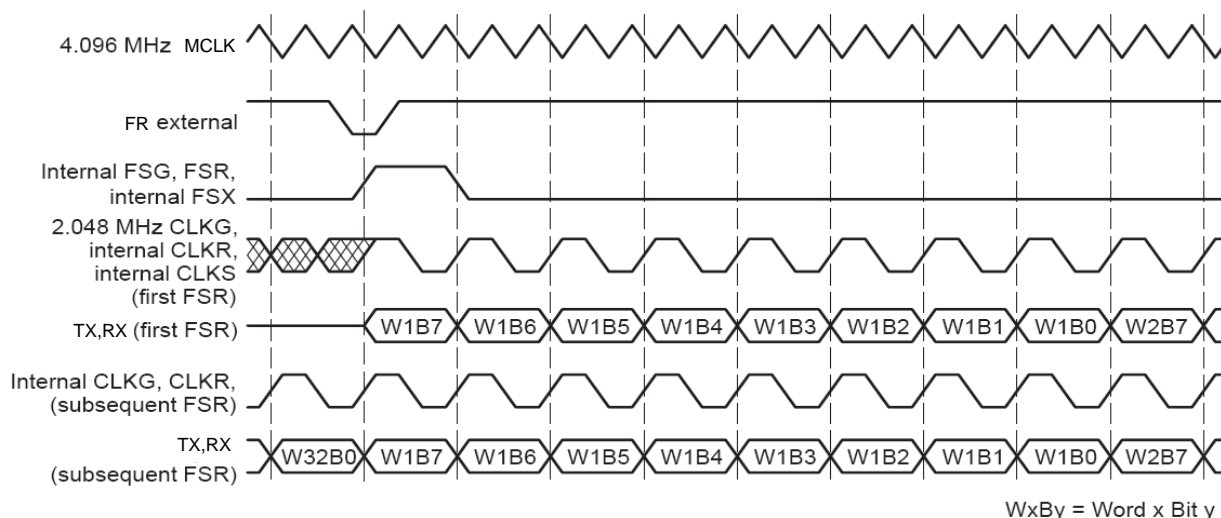 4.096 MHz MCLK
FR external
Internal FSG, FSR,
internal FSX
2.048 MHz CLKG,
internal CLKR,
internal CLKS
(first FSR)
TX,RX (first FSR)
W1B7 W1B6 W1B5 W1B4 W1B3 W1B2 W1B1 W1B0 W2B7
Internal CLKG, CLKR,
(subsequent FSR)
TX,RX
(subsequent FSR)
W32B0 W1B7 W1B6 W1B5 W1B4 W1B3 W1B2 W1B1 W1B0 W2B7
WxBy = Word x Bit y